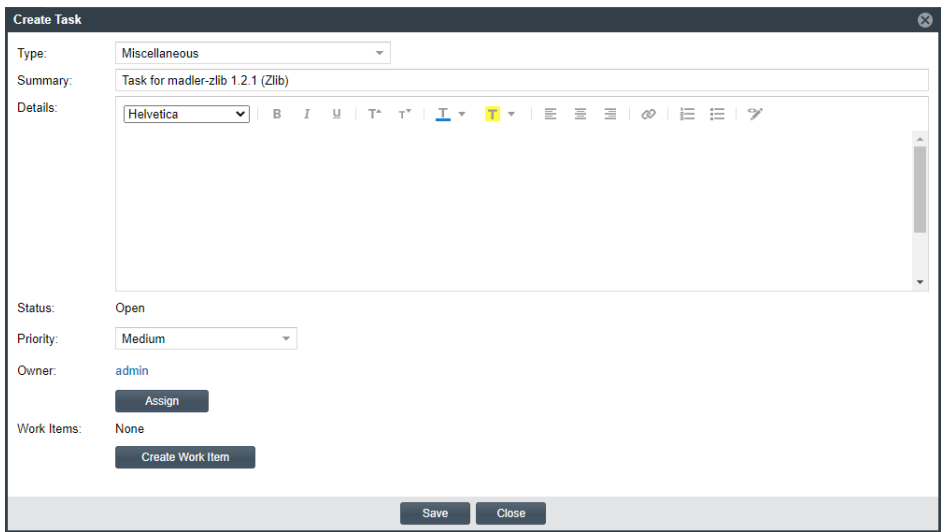 Create Task
Type: Miscellaneous
Summary: Task for madler-zlib 1.2.1 (Zlib)
Details:
Helvetica B I U T T T T
Status: Open
Priority: Medium
Owner: admin
Assign
Work Items: None
Create Work Item
Save Close